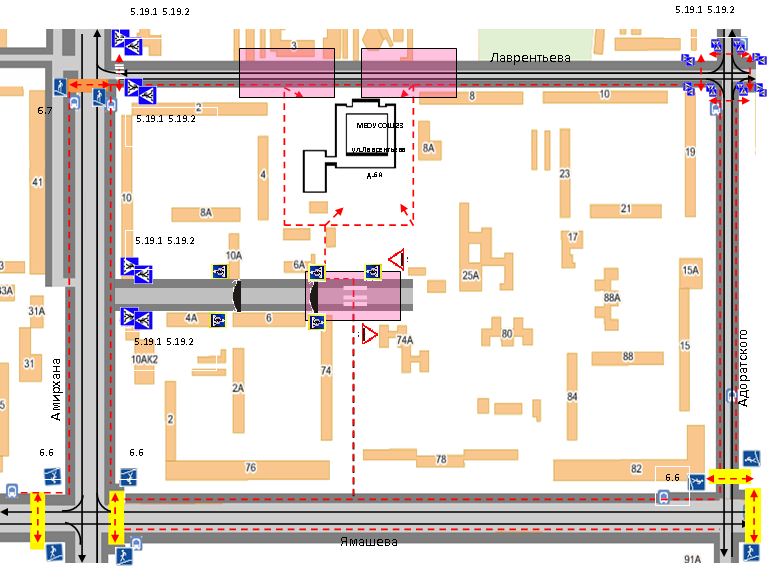 5.19.1 5.19.2
5.19.1 5.19.2
3
Лаврентьева
6.7
2
5.19.1 5.19.2
8
10
МБОУ СОШ
ул.Лаврентьева
д.6А
8А
19
41
4
23
10
8А
21
17
5.19.1 5.19.2
10А
6А
25А
15А
88А
3
33А
31А
4А
6
5.19.1 5.19.2
74А
80
15
Адоратского
10АК2
88
31
Амирхана
2А
74
84
5
2
6.6
6.6
76
78
82
6.6
Ямашева
91А